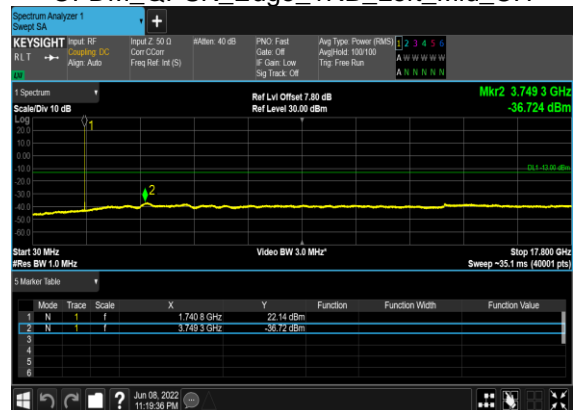 Spectrum Analyzer 1
Swept SA
+
KEYSIGHT Input: RF Input Z: 50 Ω #Atten: 40 dB PNO: Fast Avg Type: Power (RMS) 1 2 3 4 5 6
RLT Coupling: DC Corr CCorr Gate: Off Avg|Hold: 100/100 A W W W W W
Align: Auto Freq Ref: Int (S) IF Gain: Low Trig: Free Run
LW Sig Track: Off A N N N N N
1 Spectrum Ref Lvl Offset 7.80 dB Mkr2 3.749 3 GHz
Scale/Div 10 dB Ref Level 30.00 dBm -36.724 dBm
Log
1
20.0
10.0
0.00
-10.0
DL1 -13.00 dBm
-20.0
-30.0
2
-40.0
-50.0
-60.0
Start 30 MHz Video BW 3.0 MHz* Stop 17.800 GHz
#Res BW 1.0 MHz Sweep ~35.1 ms (40001 pts)
5 Marker Table
Mode Trace Scale X Y Function Function Width Function Value
1 N 1 f 1.740 8 GHz 22.14 dBm
2 N 1 f 3.749 3 GHz -36.72 dBm
3
4
5
6
? Jun 08, 2022
11:19:36 PM